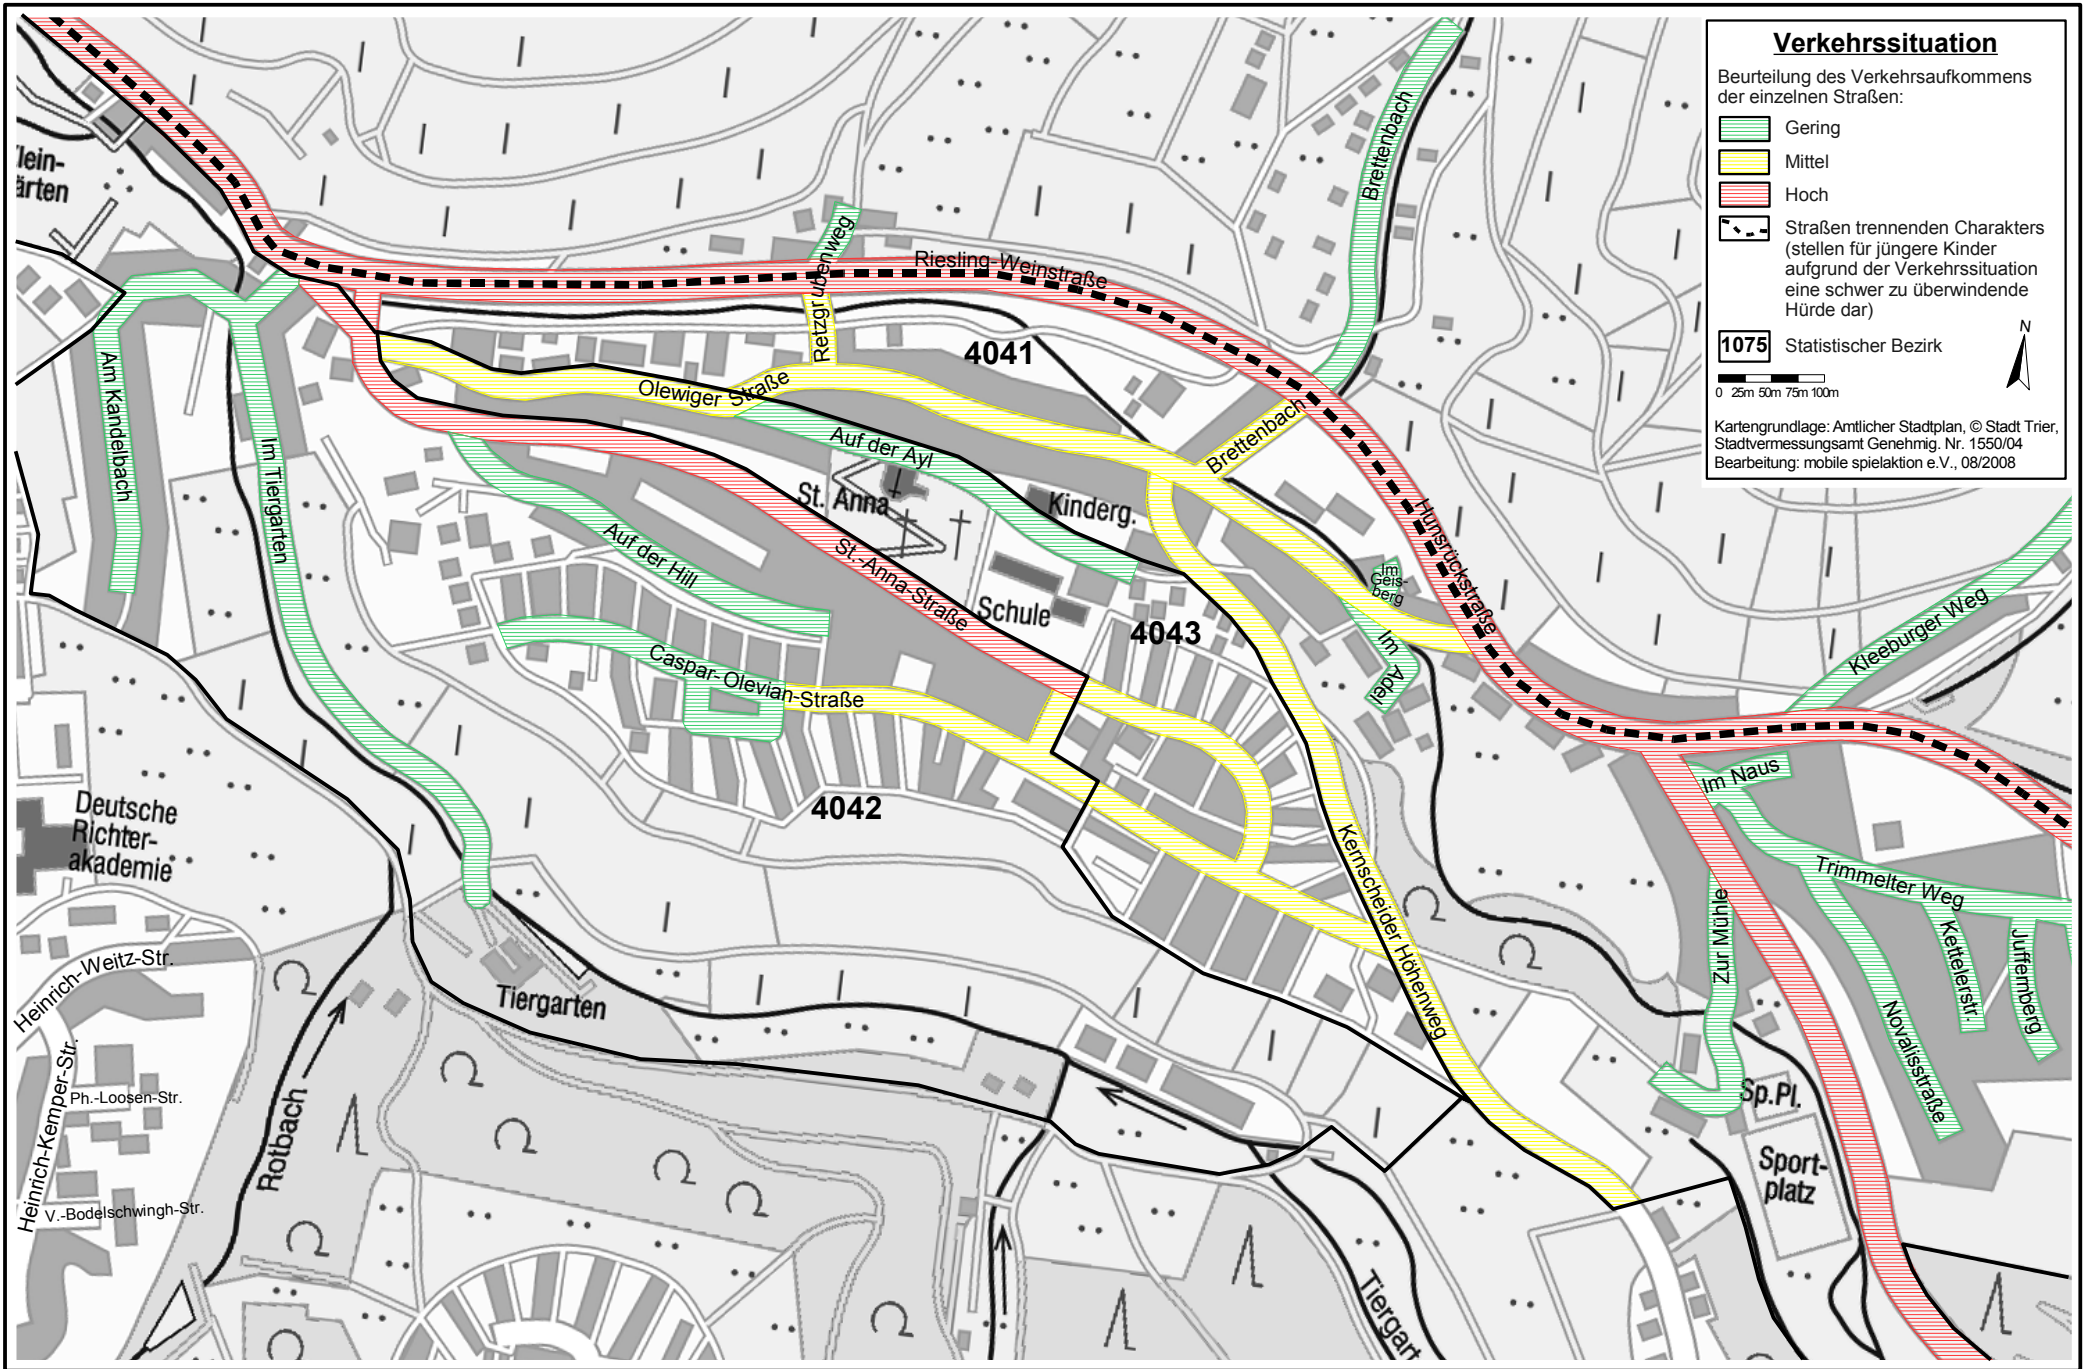 Verkehrssituation
Beurteilung des Verkehrsaufkommens
der einzelnen Straßen:
Gering
Mittel
Hoch
Straßen trennenden Charakters
(stellen für jüngere Kinder
aufgrund der Verkehrssituation
eine schwer zu überwindende
Hürde dar)
N
1075
Statistischer Bezirk
0 25m 50m 75m 100m
Kartengrundlage: Amtlicher Stadtplan, © Stadt Trier,
Stadtvermessungsamt Genehmig. Nr. 1550/04
Bearbeitung: mobile spielaktion e.V., 08/2008
lein-
ärten
Brettenbach
Retzgrubenweg
Riesling-Weinstraße
4041
Am Kandelbach
Im Tiergarten
Olewiger Straße
Auf der Ayl
Brettenbach
St. Anna
Kinderg.
Hunsrückstraße
Auf der Hill
St.-Anna-Straße
Schule
4043
Im
Geis-
berg
Im Adel
Kleeburger Weg
Caspar-Olevian-Straße
4042
Im Naus
Deutsche
Richter-
akademie
Kernscheider Höhenweg
Trimmelter Weg
Zur Mühle
Kettelerstr.
Juffernberg
Novalisstraße
Heinrich-Weitz-Str.
Tiergarten
Heinrich-Kemper-Str.
Ph.-Loosen-Str.
Rotbach
V.-Bodelschwingh-Str.
Sp.Pl.
Sport-
platz
Tiergart